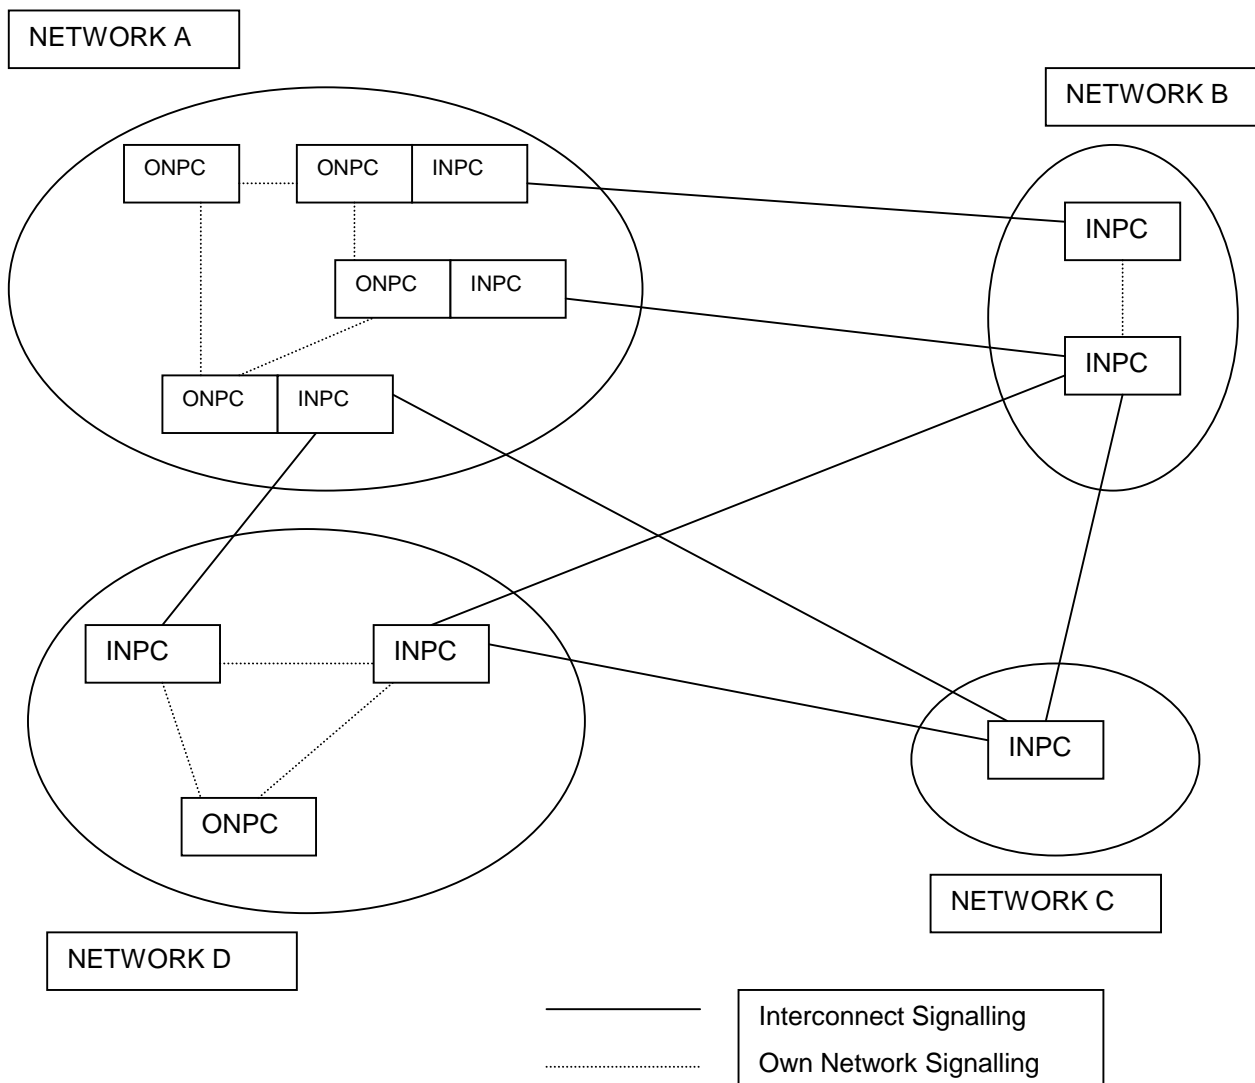 NETWORK A
NETWORK B
ONPC
ONPC
INPC
INPC
ONPC
INPC
INPC
ONPC
INPC
INPC
INPC
INPC
ONPC
NETWORK C
NETWORK D
Interconnect Signalling
Own Network Signalling